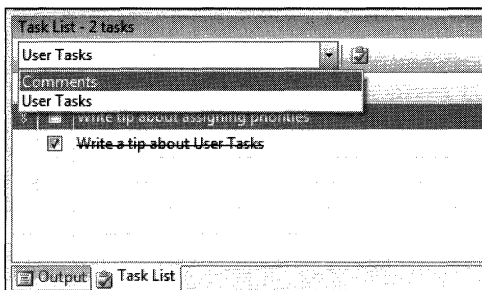 Task List - 2 tasks
User Tasks
Comments
User Tasks
Write tip about assigning priorities
Write a tip about User Tasks
Output Task List